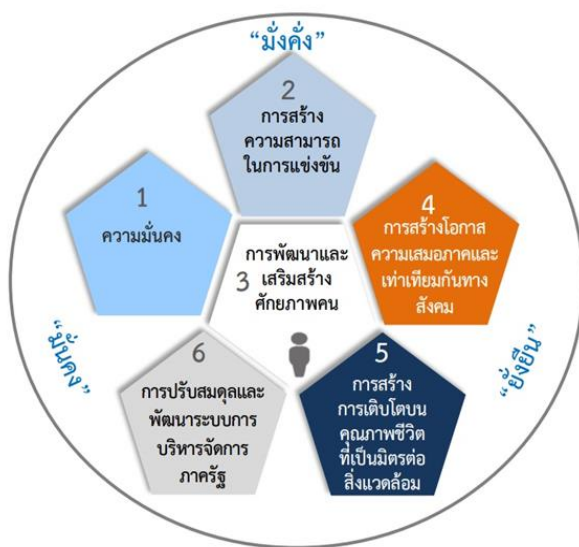 “มั่งคั่ง”
2
การสร้าง
ความสามารถ
ในการแข่งขัน
1
ความมั่นคง
4
การสร้างโอกาส
ความเสมอภาคและ
เท่าเทียมกันทาง
สังคม
การพัฒนาและ
3 เสริมสร้าง
ศักยภาพคน
“มั่นคง”
“ยั่งยืน”
6
การปรับสมดุลและ
พัฒนาระบบการ
บริหารจัดการ
ภาครัฐ
5
การสร้าง
การเติบโตบน
คุณภาพชีวิต
ที่เป็นมิตรต่อ
สิ่งแวดล้อม